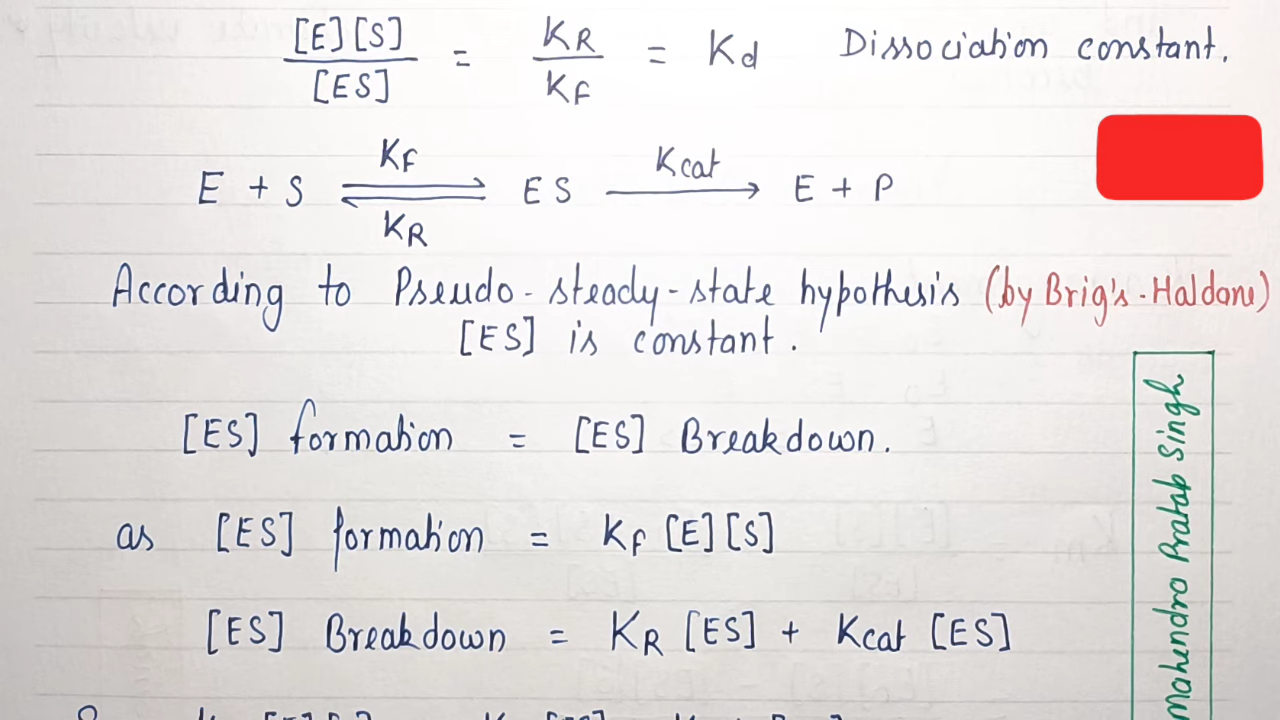 [E][S] / [ES] = KR / KF = Kd Dissociation constant.
KF Kcat
E + S ⇌ ES ⟶ E + P
KR
According to Pseudo-steady-state hypothesis (by Brig's-Haldane)
[ES] is constant.
[ES] formation = [ES] Breakdown.
as [ES] formation = KF [E][S]
[ES] Breakdown = KR [ES] + Kcat [ES]
Mahendra Pratab Singh